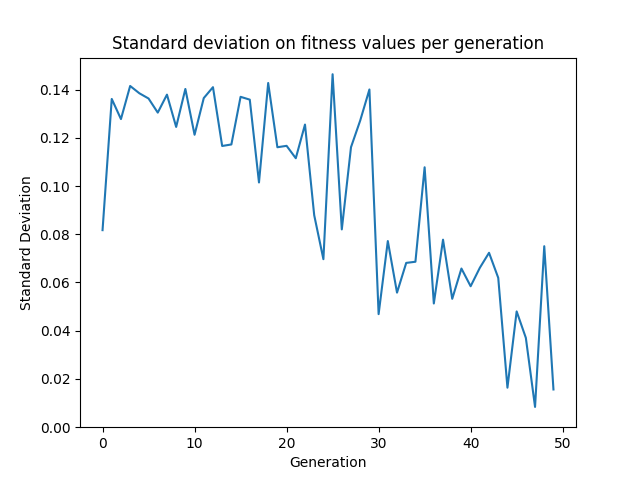 Standard deviation on fitness values per generation
0.14
0.12
0.10
0.08
0.06
0.04
0.02
0.00
Standard Deviation
0 10 20 30 40 50
Generation